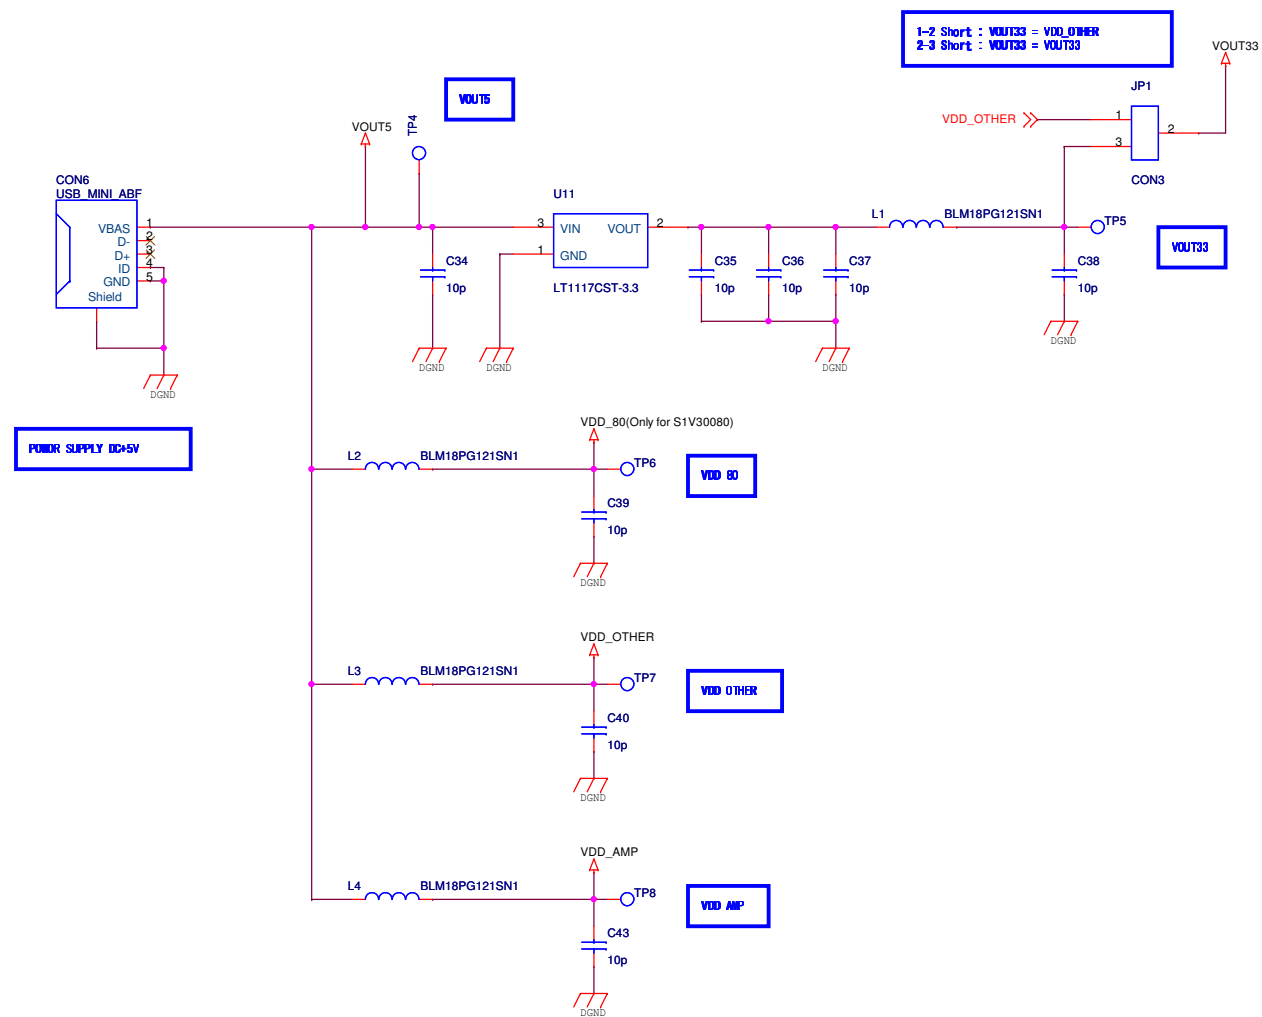 1-2 Short : VOUT33 = VDD_OTHER
2-3 Short : VOUT33 = VOUT33
VOUT33
JP1
VOUT5
VDD_OTHER
1
2
3
CON3
VOUT5
TP4
CON6
USB_MINI_ABF
VBAS
D-
D+
ID
GND
Shield
1
2
3
4
5
DGND
C34
10p
DGND
U11
3
VIN
VOUT
2
1
GND
LT1117CST-3.3
DGND
C35
10p
C36
10p
C37
10p
DGND
L1
BLM18PG121SN1
TP5
VOUT33
C38
10p
DGND
SUPPLY DC+5V
VDD_80(Only for S1V30080)
L2
BLM18PG121SN1
TP6
VDD 80
C39
10p
DGND
VDD_OTHER
L3
BLM18PG121SN1
TP7
VDD OTHER
C40
10p
DGND
VDD_AMP
L4
BLM18PG121SN1
TP8
VDD AMP
C43
10p
DGND